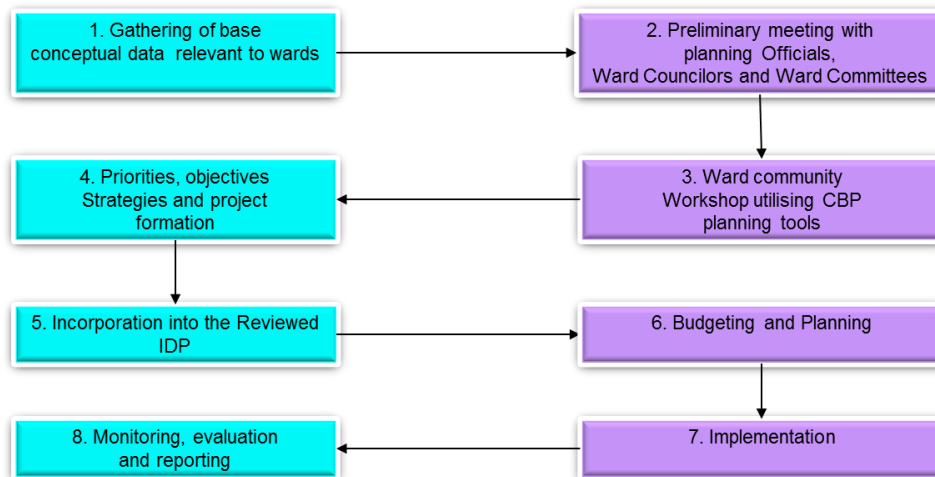 1. Gathering of base
conceptual data relevant to wards
2. Preliminary meeting with
planning Officials,
Ward Councilors and Ward Committees
4. Priorities, objectives
Strategies and project
formation
3. Ward community
Workshop utilising CBP
planning tools
5. Incorporation into the Reviewed
IDP
6. Budgeting and Planning
8. Monitoring, evaluation
and reporting
7. Implementation